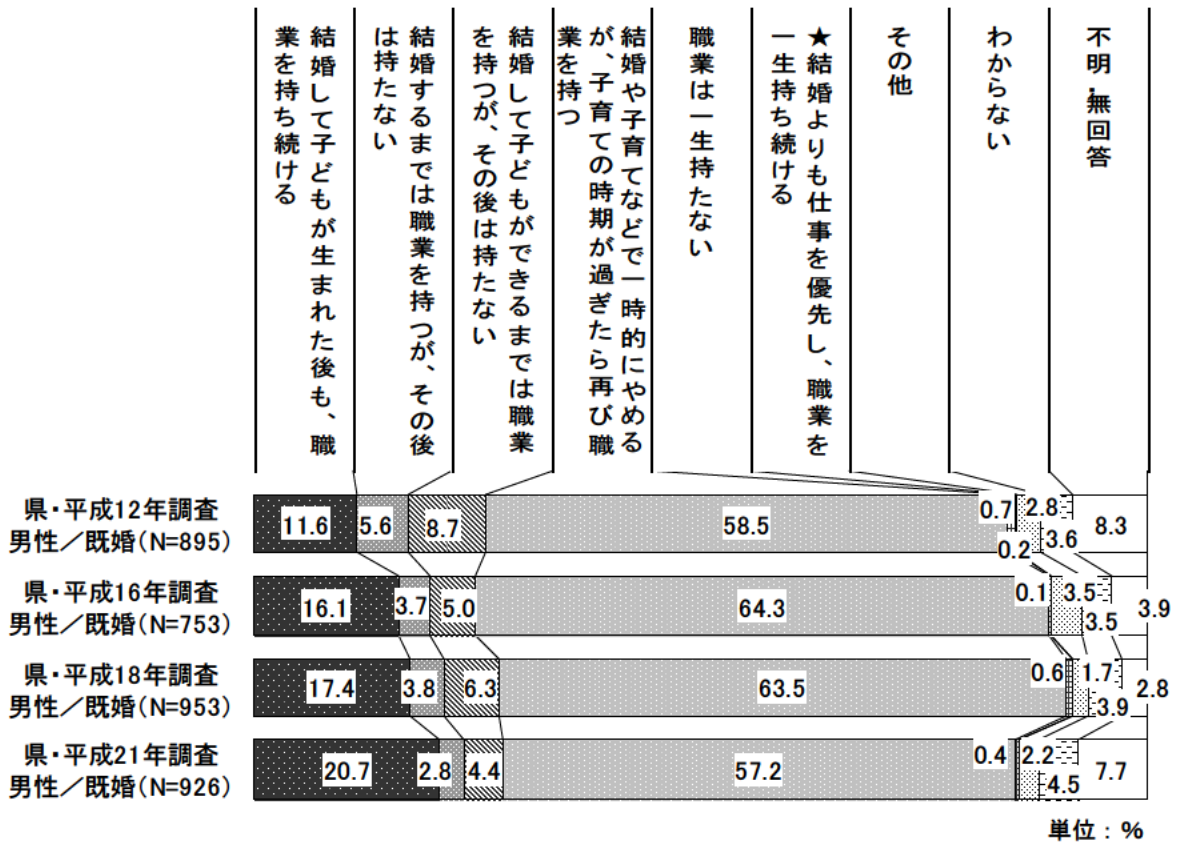 結婚して子どもが生まれた後も、職
業を持ち続ける
結婚するまでは職業を持つが、その後
は持たない
結婚して子どもができるまでは職業
を持つが、その後は持たない
結婚や子育てなどで一時的にやめる
が、子育ての時期が過ぎたら再び職
業を持つ
職業は一生持たない
★結婚よりも仕事を優先し、職業を
一生持ち続ける
その他
わからない
不明・無回答
県・平成12年調査
男性／既婚(N=895)
11.6
5.6
8.7
58.5
0.7
0.2
2.8
3.6
8.3
県・平成16年調査
男性／既婚(N=753)
16.1
3.7
5.0
64.3
0.1
3.5
3.5
3.9
県・平成18年調査
男性／既婚(N=953)
17.4
3.8
6.3
63.5
0.6
1.7
3.9
2.8
県・平成21年調査
男性／既婚(N=926)
20.7
2.8
4.4
57.2
0.4
2.2
4.5
7.7
単位：%